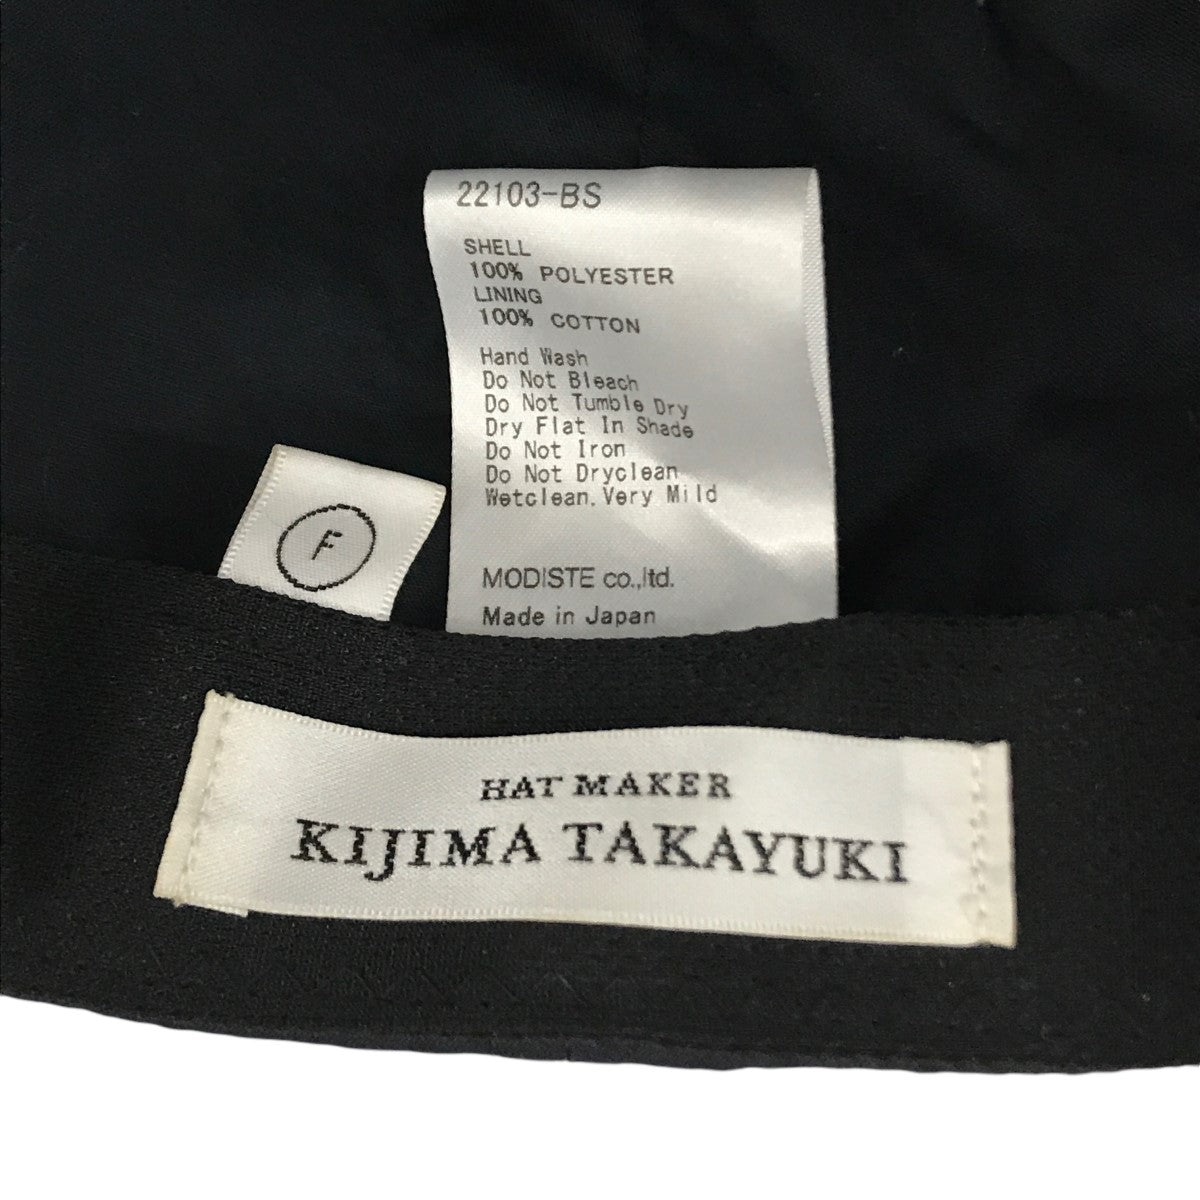 22103-BS
SHELL
100% POLYESTER
LINING
100% COTTON
Hand Wash
Do Not Bleach
Do Not Tumble Dry
Dry Flat In Shade
Do Not Iron
Do Not Dryclean
Wetclean.Very Mild
MODISTE co.,ltd.
Made in Japan
F
HAT MAKER
KIJIMA TAKAYUKI